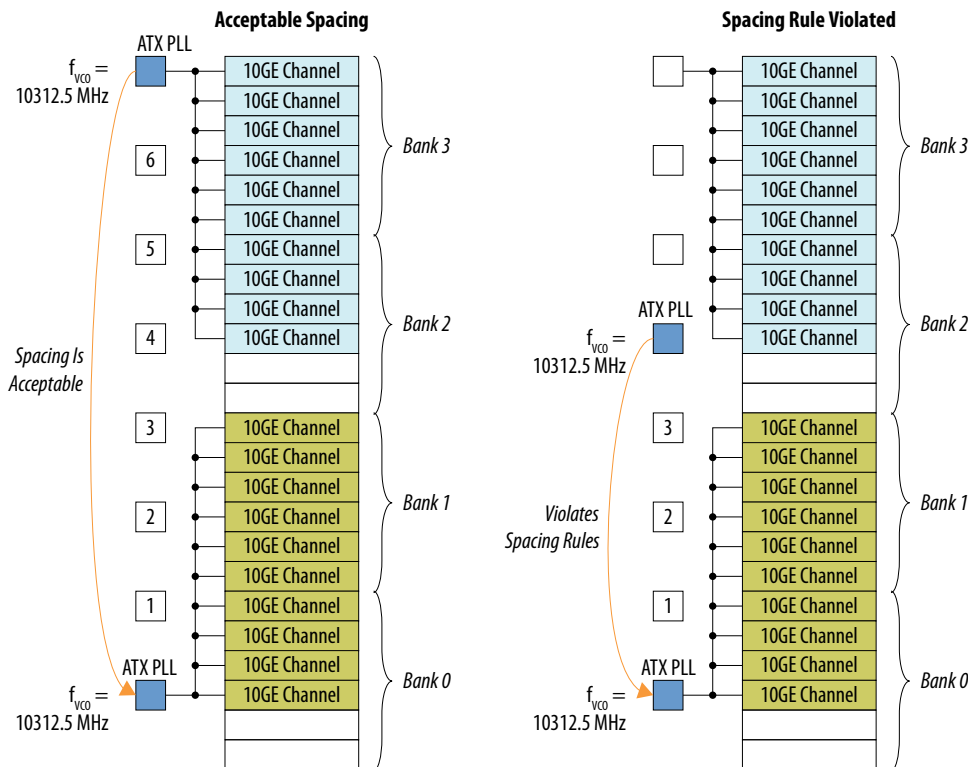 Acceptable Spacing
ATX PLL
fvco =
10312.5 MHz
10GE Channel
10GE Channel
10GE Channel
10GE Channel
10GE Channel
10GE Channel
10GE Channel
10GE Channel
10GE Channel
10GE Channel
Bank 3
6
5
Bank 2
4
Spacing Is
Acceptable
3
10GE Channel
10GE Channel
10GE Channel
10GE Channel
10GE Channel
10GE Channel
10GE Channel
10GE Channel
10GE Channel
10GE Channel
Bank 1
2
1
ATX PLL
fvco =
10312.5 MHz
Bank 0
Spacing Rule Violated
10GE Channel
10GE Channel
10GE Channel
10GE Channel
10GE Channel
10GE Channel
10GE Channel
10GE Channel
10GE Channel
10GE Channel
Bank 3
ATX PLL
fvco =
10312.5 MHz
Bank 2
3
10GE Channel
10GE Channel
10GE Channel
10GE Channel
10GE Channel
10GE Channel
10GE Channel
10GE Channel
10GE Channel
10GE Channel
Bank 1
2
Violates
Spacing Rules
1
ATX PLL
fvco =
10312.5 MHz
Bank 0